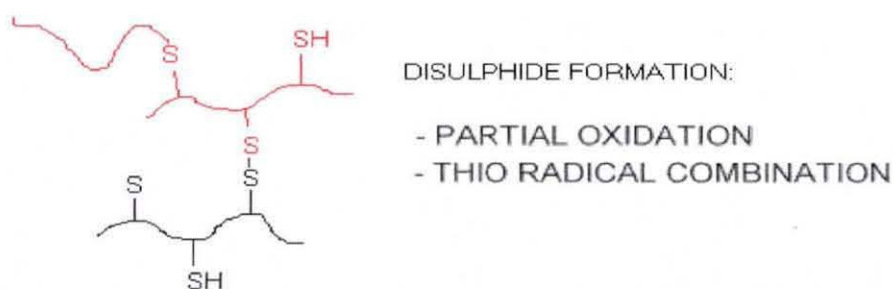 SH
S
DISULPHIDE FORMATION:
- PARTIAL OXIDATION
S
- THIO RADICAL COMBINATION
S
S
SH